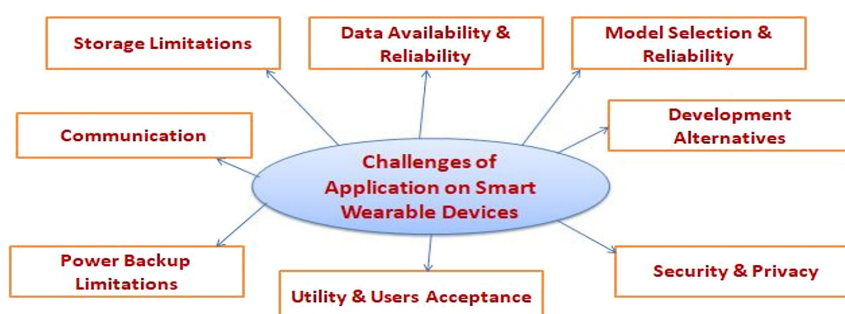 Storage Limitations
Data Availability &
Reliability
Model Selection &
Reliability
Communication
Development
Alternatives
Challenges of
Application on Smart
Wearable Devices
Power Backup
Limitations
Utility & Users Acceptance
Security & Privacy